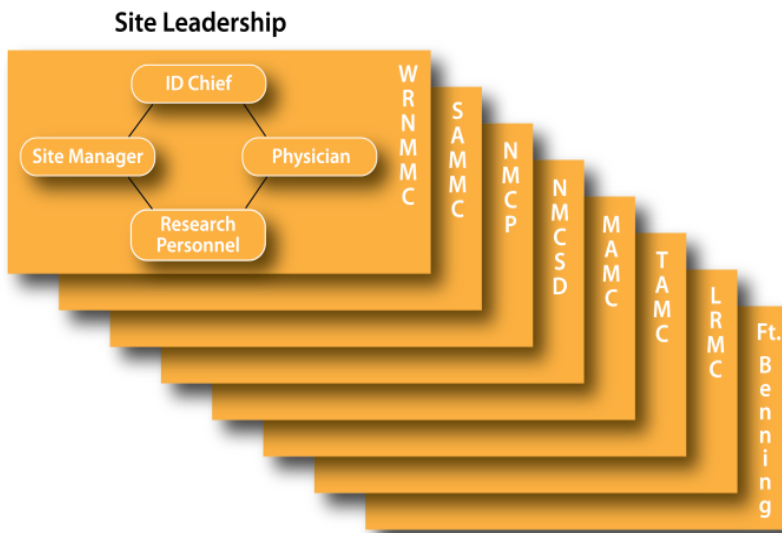 Site Leadership
ID Chief
Site Manager
Physician
Research
Personnel
WRNMMC
SAMMC
NMCP
NMCSD
MAMC
TAMC
LRMC
Ft.
Benning